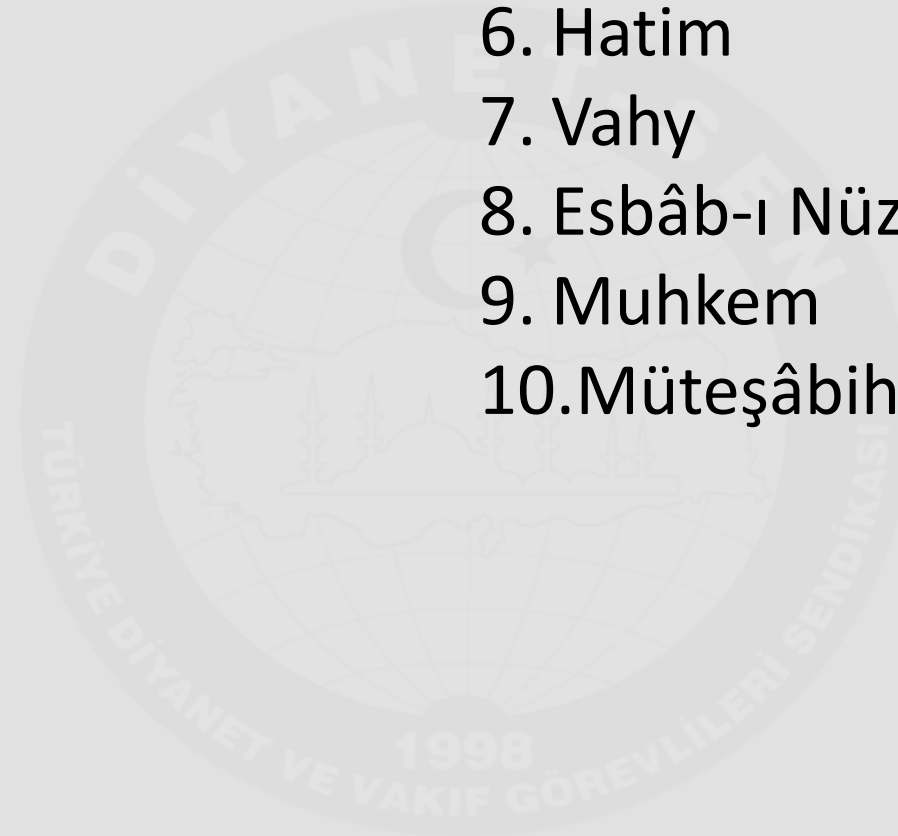 6. Hatim
7. Vahy
8. Esbâb-ı Nüz
9. Muhkem
10.Müteşâbih
DİYANET-SEN
TÜRKİYE DİYANET VE VAKIF GÖREVLİLERİ SENDİKASI
1998